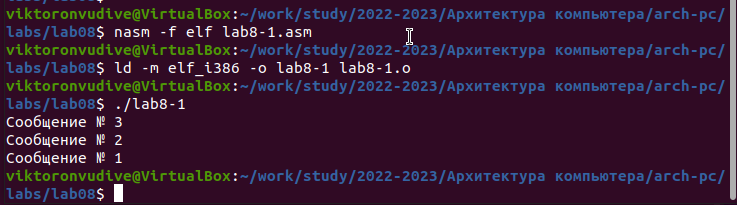 viktoronvudive@VirtualBox:~/work/study/2022-2023/Архитектура компьютера/arch-pc/
labs/lab08$ nasm -f elf lab8-1.asm
viktoronvudive@VirtualBox:~/work/study/2022-2023/Архитектура компьютера/arch-pc/
labs/lab08$ ld -m elf_i386 -o lab8-1 lab8-1.o
viktoronvudive@VirtualBox:~/work/study/2022-2023/Архитектура компьютера/arch-pc/
labs/lab08$ ./lab8-1
Сообщение № 3
Сообщение № 2
Сообщение № 1
viktoronvudive@VirtualBox:~/work/study/2022-2023/Архитектура компьютера/arch-pc/
labs/lab08$